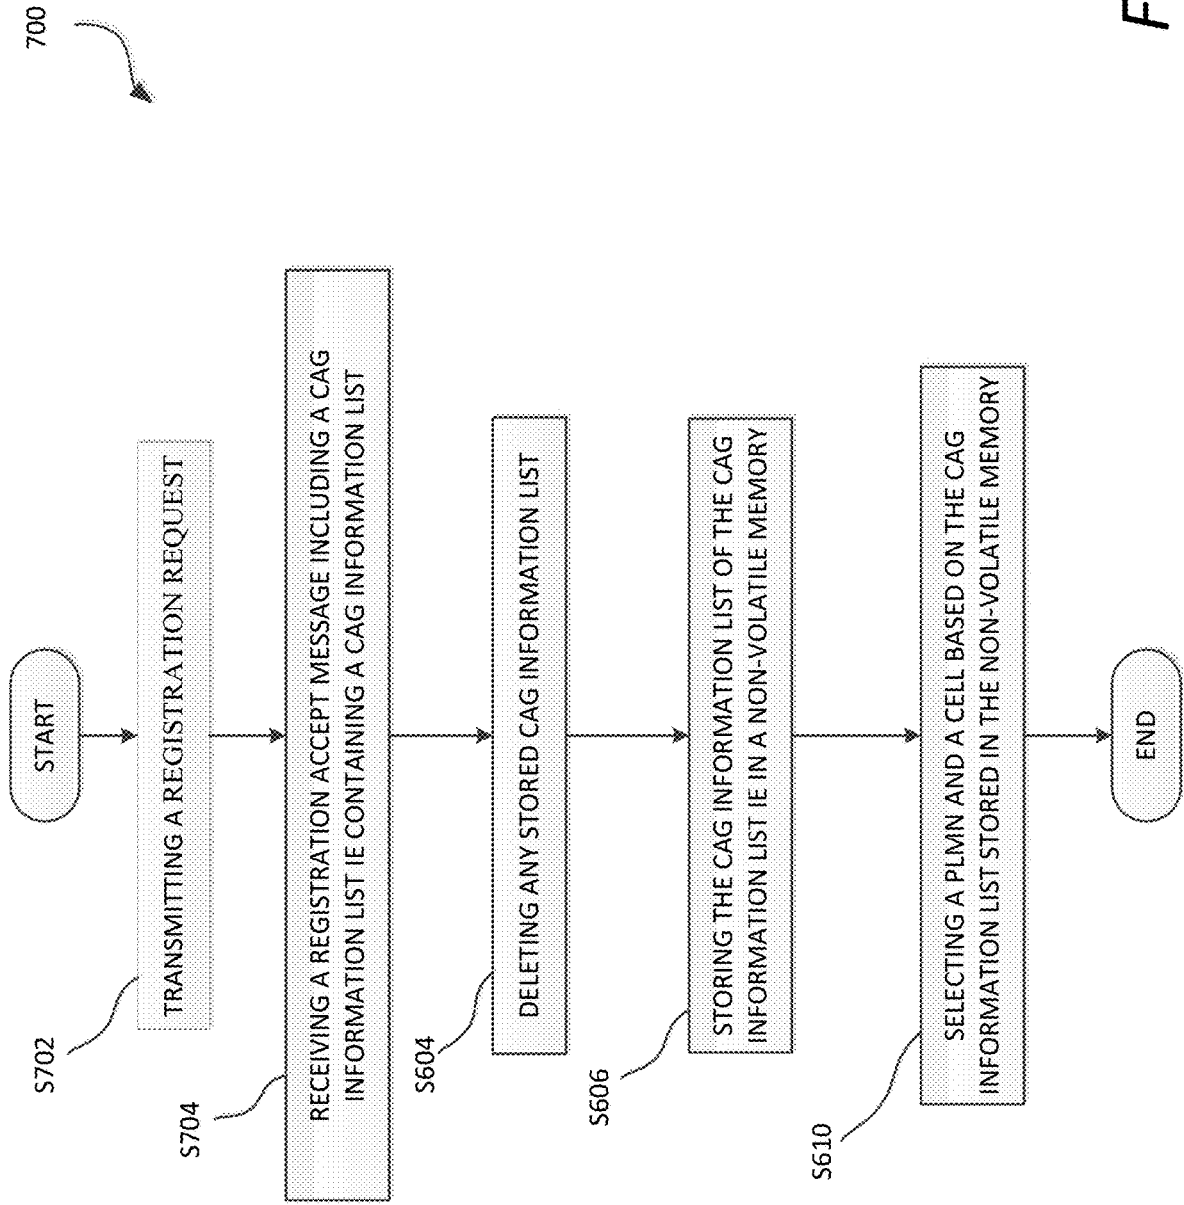 700
START
S702
TRANSMITTING A REGISTRATION REQUEST
S704
RECEIVING A REGISTRATION ACCEPT MESSAGE INCLUDING A CAG
INFORMATION LIST IE CONTAINING A CAG INFORMATION LIST
S604
DELETING ANY STORED CAG INFORMATION LIST
S606
STORING THE CAG INFORMATION LIST OF THE CAG
INFORMATION LIST IE IN A NON-VOLATILE MEMORY
S610
SELECTING A PLMN AND A CELL BASED ON THE CAG
INFORMATION LIST STORED IN THE NON-VOLATILE MEMORY
END
F